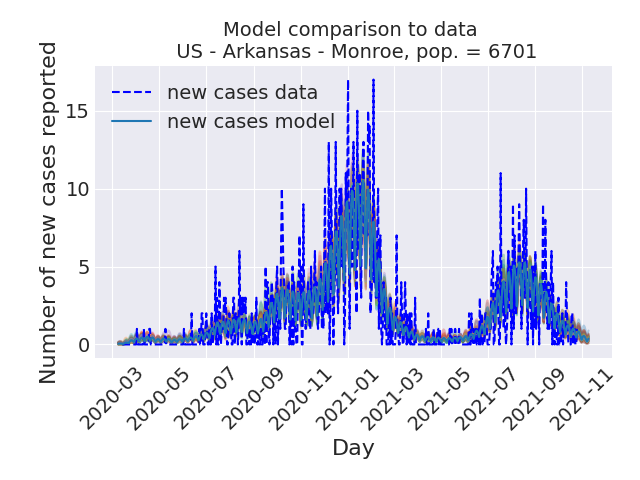 Model comparison to data
US - Arkansas - Monroe, pop. = 6701
Number of new cases reported
15
10
5
0
new cases data
new cases model
2020-03
2020-05
2020-07
2020-09
2020-11
2021-01
2021-03
2021-05
2021-07
2021-09
2021-11
Day